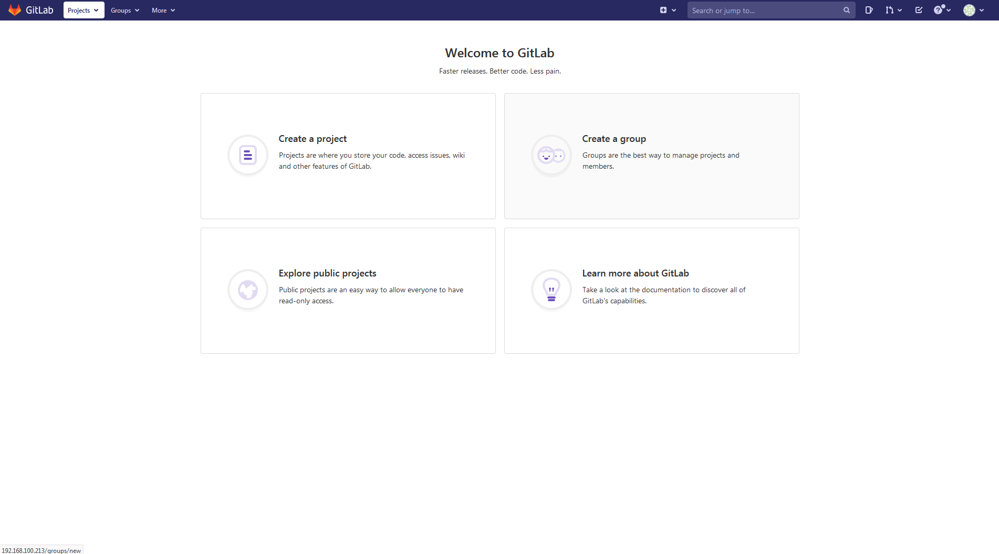 GitLab Projects Groups More Search or jump to...
Welcome to GitLab
Faster releases. Better code. Less pain.
Create a project
Projects are where you store your code, access issues, wiki
and other features of GitLab.
Create a group
Groups are the best way to manage projects and
members.
Explore public projects
Public projects are an easy way to allow everyone to have
read-only access.
Learn more about GitLab
Take a look at the documentation to discover all of
GitLab's capabilities.
192.168.100.213/groups/new